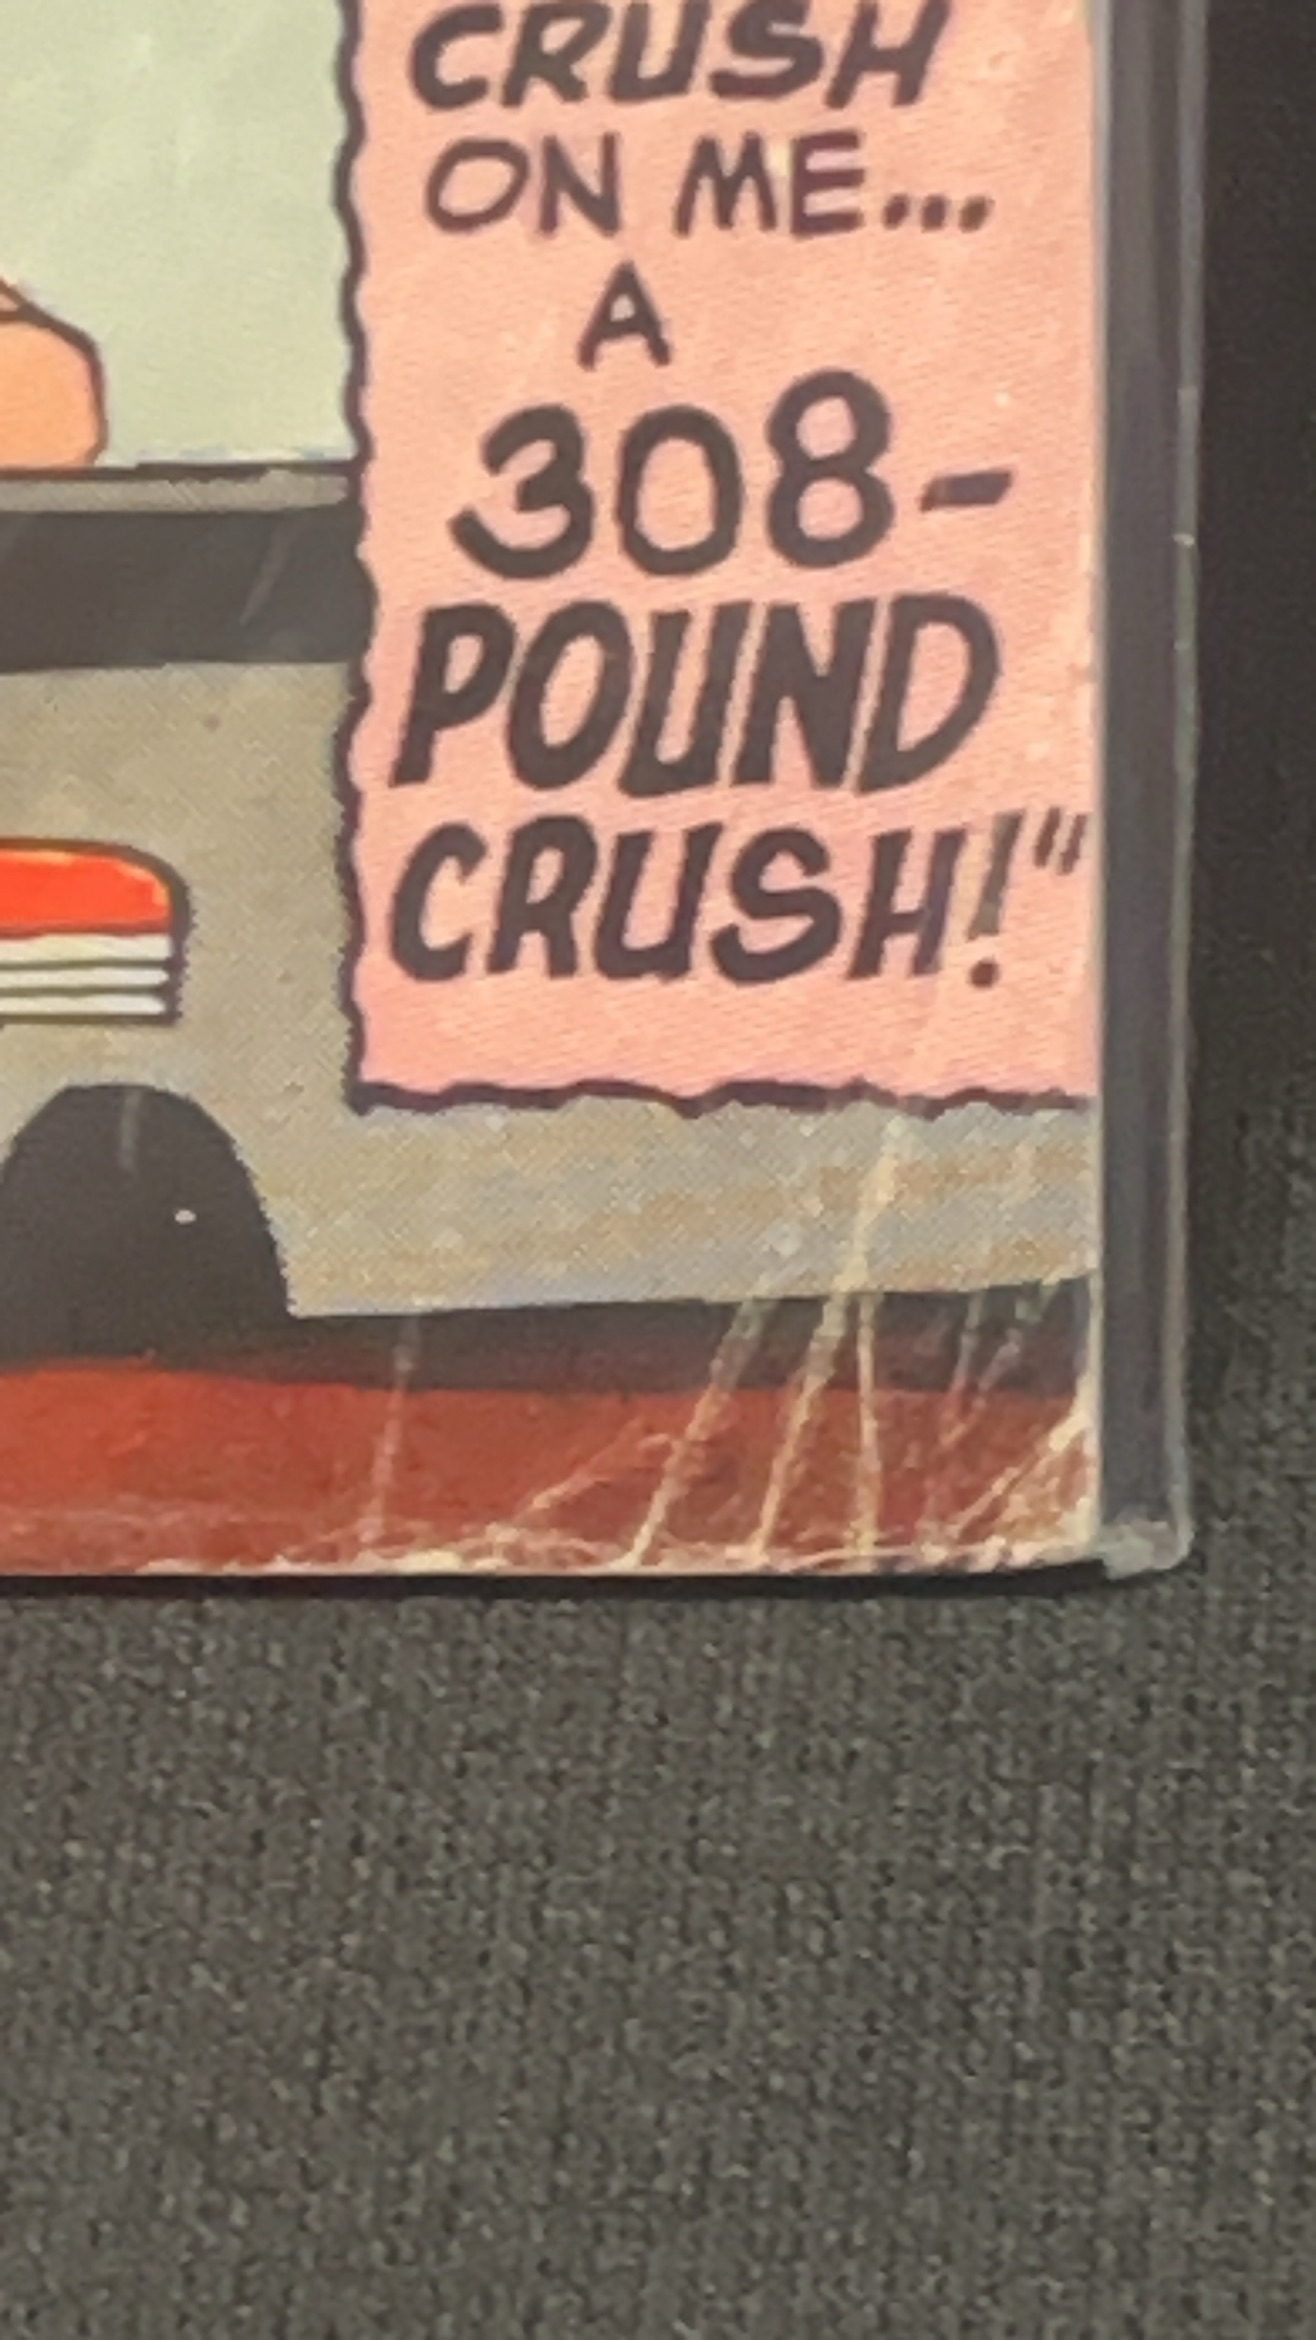 CRUSH
ON ME...
A
308-
POUND
CRUSH!"